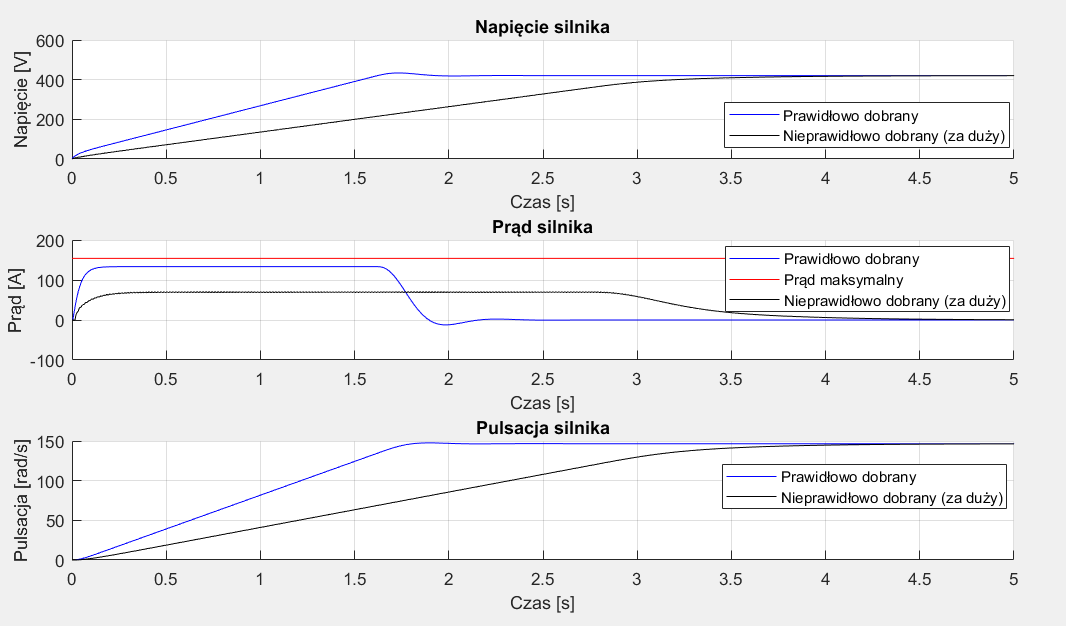 Napięcie silnika
600
400
200
0
Napięcie [V]
Prawidłowo dobrany
Nieprawidłowo dobrany (za duży)
0 0.5 1 1.5 2 2.5 3 3.5 4 4.5 5
Czas [s]
Prąd silnika
200
100
0
-100
Prąd [A]
Prawidłowo dobrany
Prąd maksymalny
Nieprawidłowo dobrany (za duży)
0 0.5 1 1.5 2 2.5 3 3.5 4 4.5 5
Czas [s]
Pulsacja silnika
150
100
50
0
Pulsacja [rad/s]
Prawidłowo dobrany
Nieprawidłowo dobrany (za duży)
0 0.5 1 1.5 2 2.5 3 3.5 4 4.5 5
Czas [s]